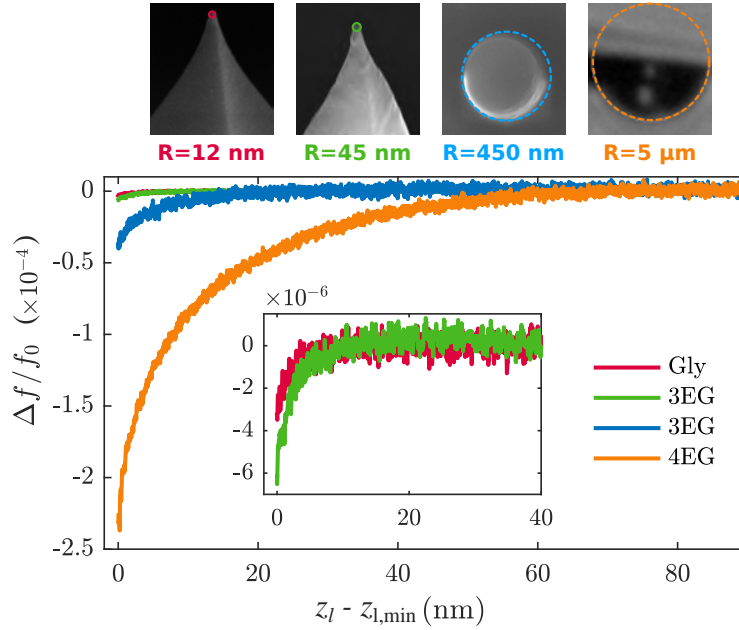 R=12 nm
R=45 nm
R=450 nm
R=5 μm
Δf/f₀ (×10⁻⁴)
0
-0.5
-1
-1.5
-2
-2.5
×10⁻⁶
0
-2
-4
-6
0
20
40
Gly
3EG
3EG
4EG
0
20
40
60
80
z_l - z_l,min (nm)